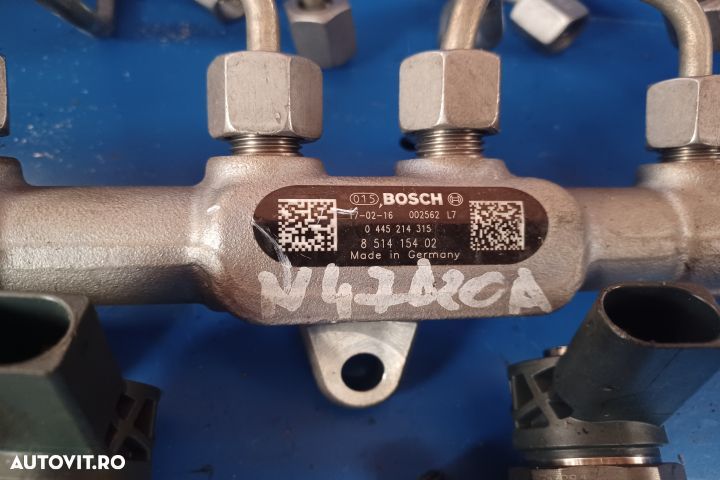 015 BOSCH
17-02-16 002562 L7
0 445 214 315
8 514 154 02
Made in Germany
N47D20A
AUTOVIT.RO